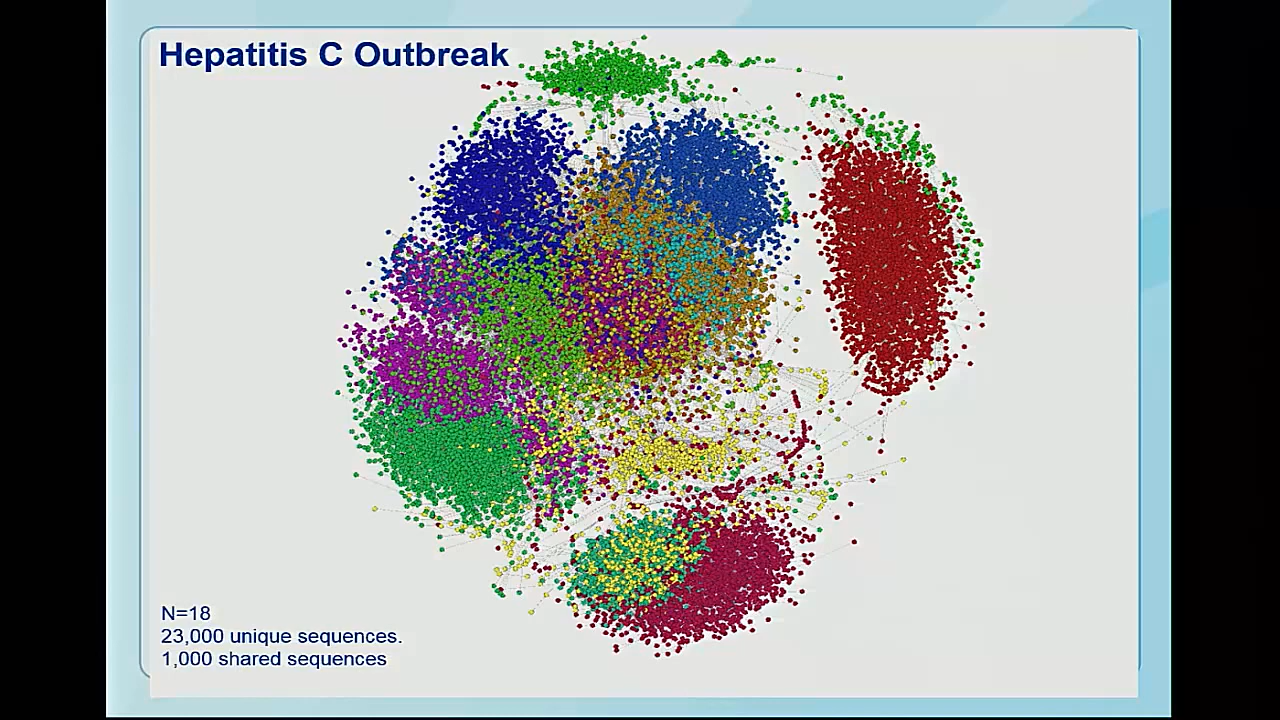 Hepatitis C Outbreak
N=18
23,000 unique sequences.
1,000 shared sequences